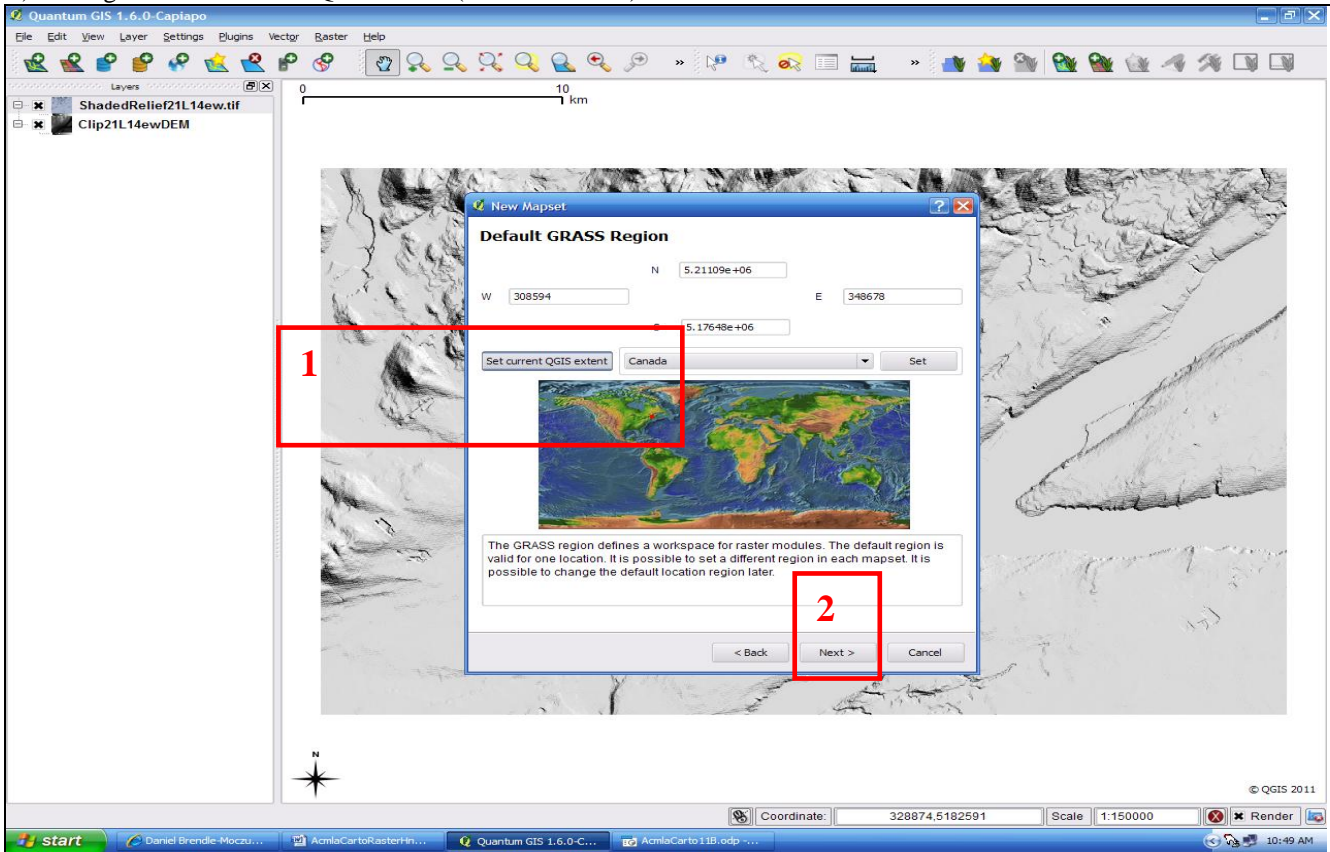 Quantum GIS 1.6.0-Capiapo
File Edit View Layer Settings Plugins Vector Raster Help
Layers
ShadedRelief21L14ew.tif
Clip21L14ewDEM
0 10
km
New Mapset
Default GRASS Region
N 5.21109e+06
W 308594 E 348678
5.17648e+06
1
Set current QGIS extent Canada Set
The GRASS region defines a workspace for raster modules. The default region is
valid for one location. It is possible to set a different region in each mapset. It is
possible to change the default location region later.
2
< Back Next > Cancel
N
© QGIS 2011
Coordinate: 328874,5182591 Scale 1:150000 Render
start Daniel Brendle-Moczu... AcmlaCartoRasterHn... Quantum GIS 1.6.0-C... AcmlaCarto11B.odp -... 10:49 AM